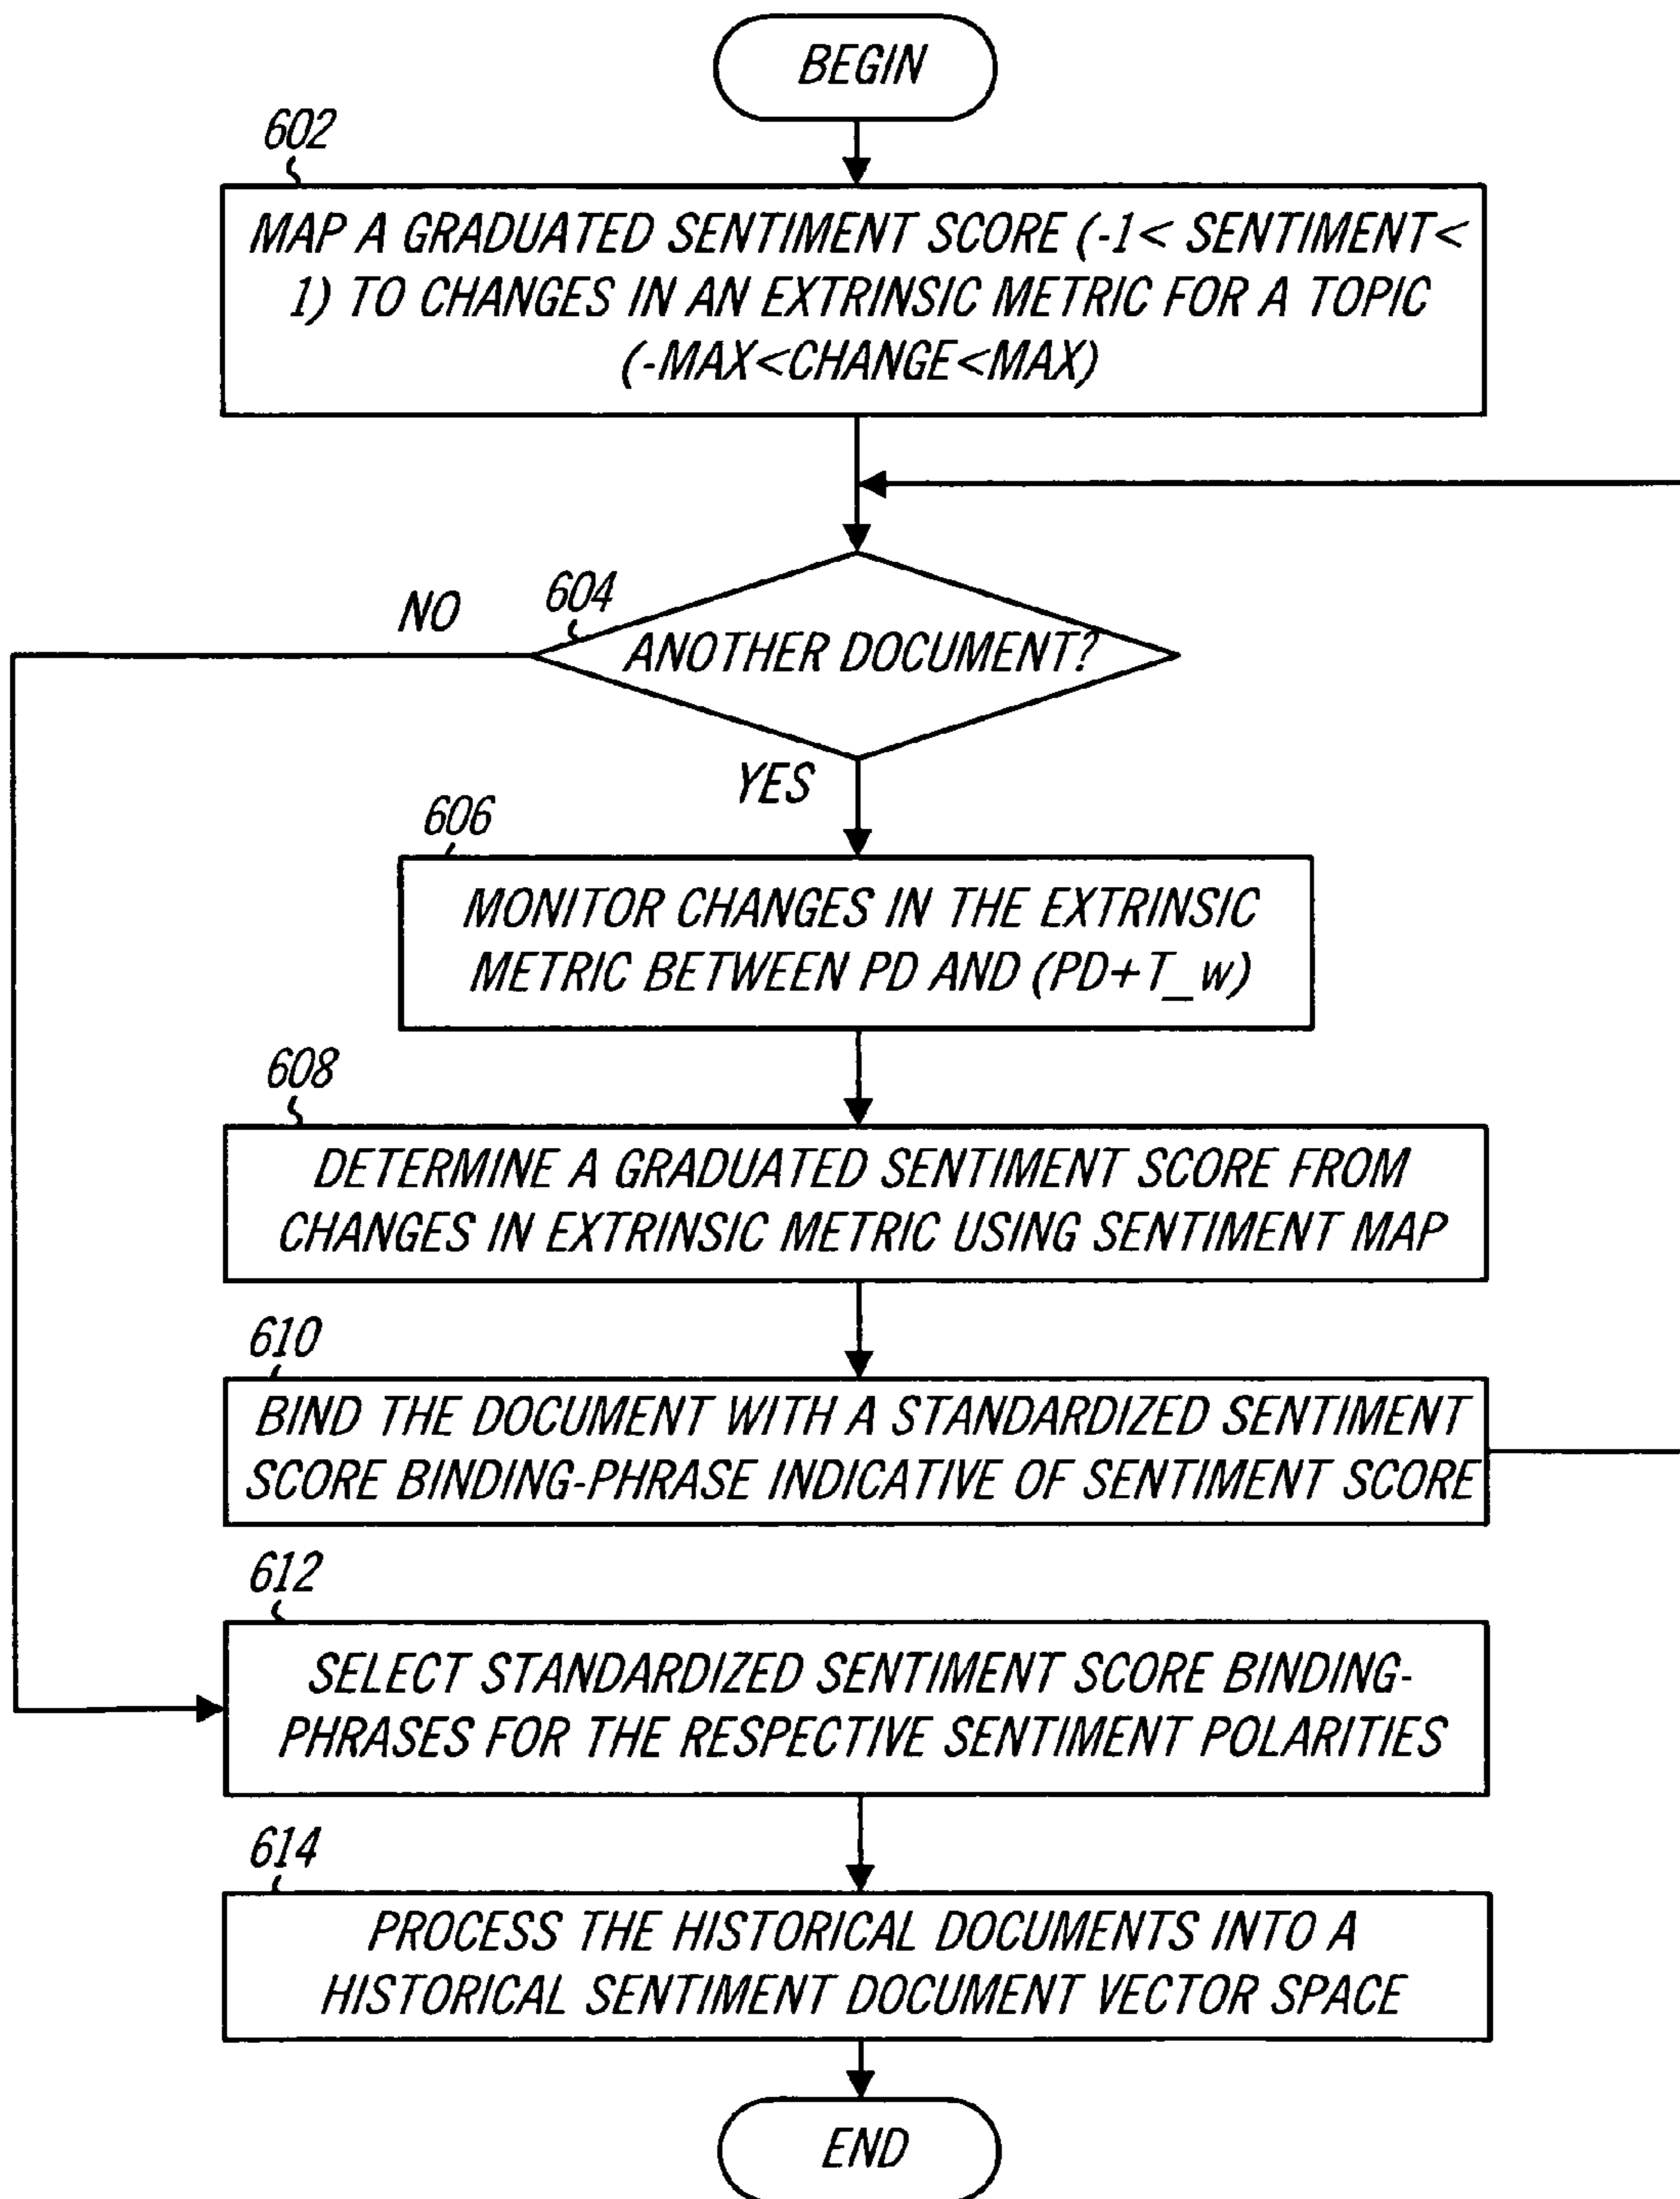 BEGIN
602
MAP A GRADUATED SENTIMENT SCORE (-1< SENTIMENT<
1) TO CHANGES IN AN EXTRINSIC METRIC FOR A TOPIC
(-MAX<CHANGE<MAX)
604
NO
ANOTHER DOCUMENT?
YES
606
MONITOR CHANGES IN THE EXTRINSIC
METRIC BETWEEN PD AND (PD+T_w)
608
DETERMINE A GRADUATED SENTIMENT SCORE FROM
CHANGES IN EXTRINSIC METRIC USING SENTIMENT MAP
610
BIND THE DOCUMENT WITH A STANDARDIZED SENTIMENT
SCORE BINDING-PHRASE INDICATIVE OF SENTIMENT SCORE
612
SELECT STANDARDIZED SENTIMENT SCORE BINDING-
PHRASES FOR THE RESPECTIVE SENTIMENT POLARITIES
614
PROCESS THE HISTORICAL DOCUMENTS INTO A
HISTORICAL SENTIMENT DOCUMENT VECTOR SPACE
END